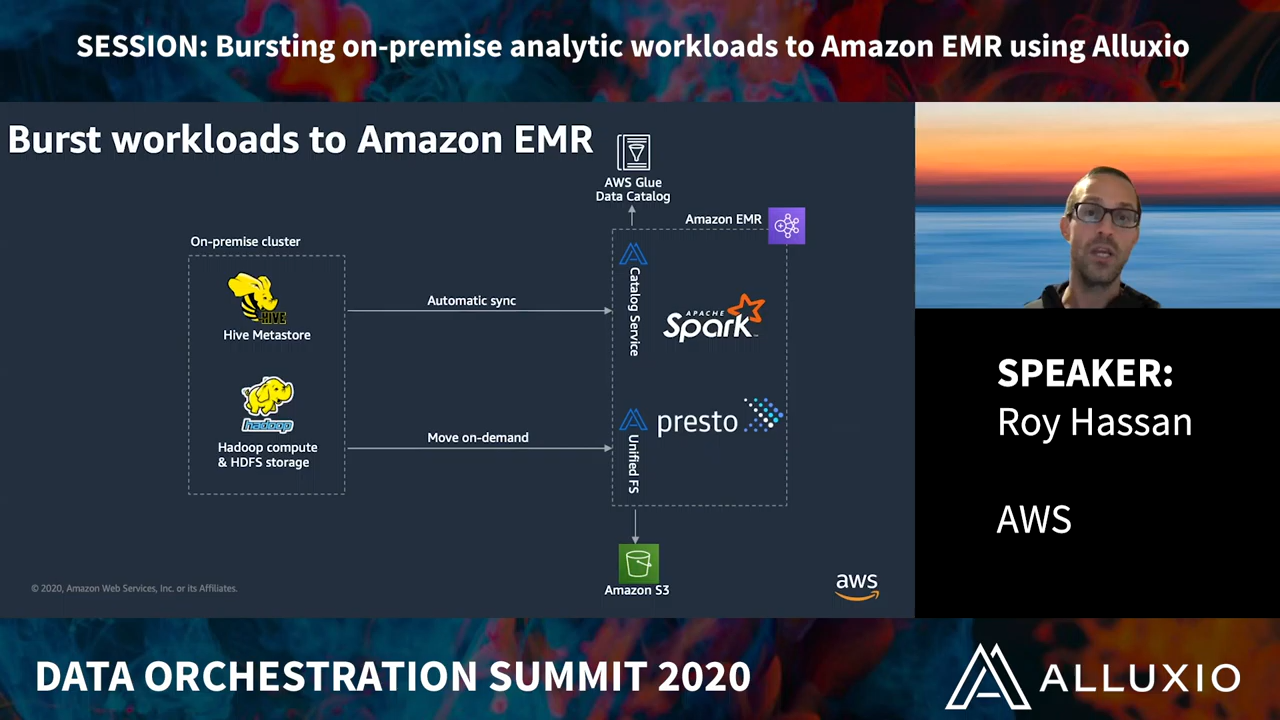 SESSION: Bursting on-premise analytic workloads to Amazon EMR using Alluxio
Burst workloads to Amazon EMR
AWS Glue
Data Catalog
Amazon EMR
On-premise cluster
HIVE
Hive Metastore
Automatic sync
Catalog Service
APACHE
Spark
hadoop
Hadoop compute
& HDFS storage
Move on-demand
Unified FS
presto
Amazon S3
© 2020, Amazon Web Services, Inc. or its Affiliates.
aws
SPEAKER:
Roy Hassan
AWS
DATA ORCHESTRATION SUMMIT 2020
ALLUXIO